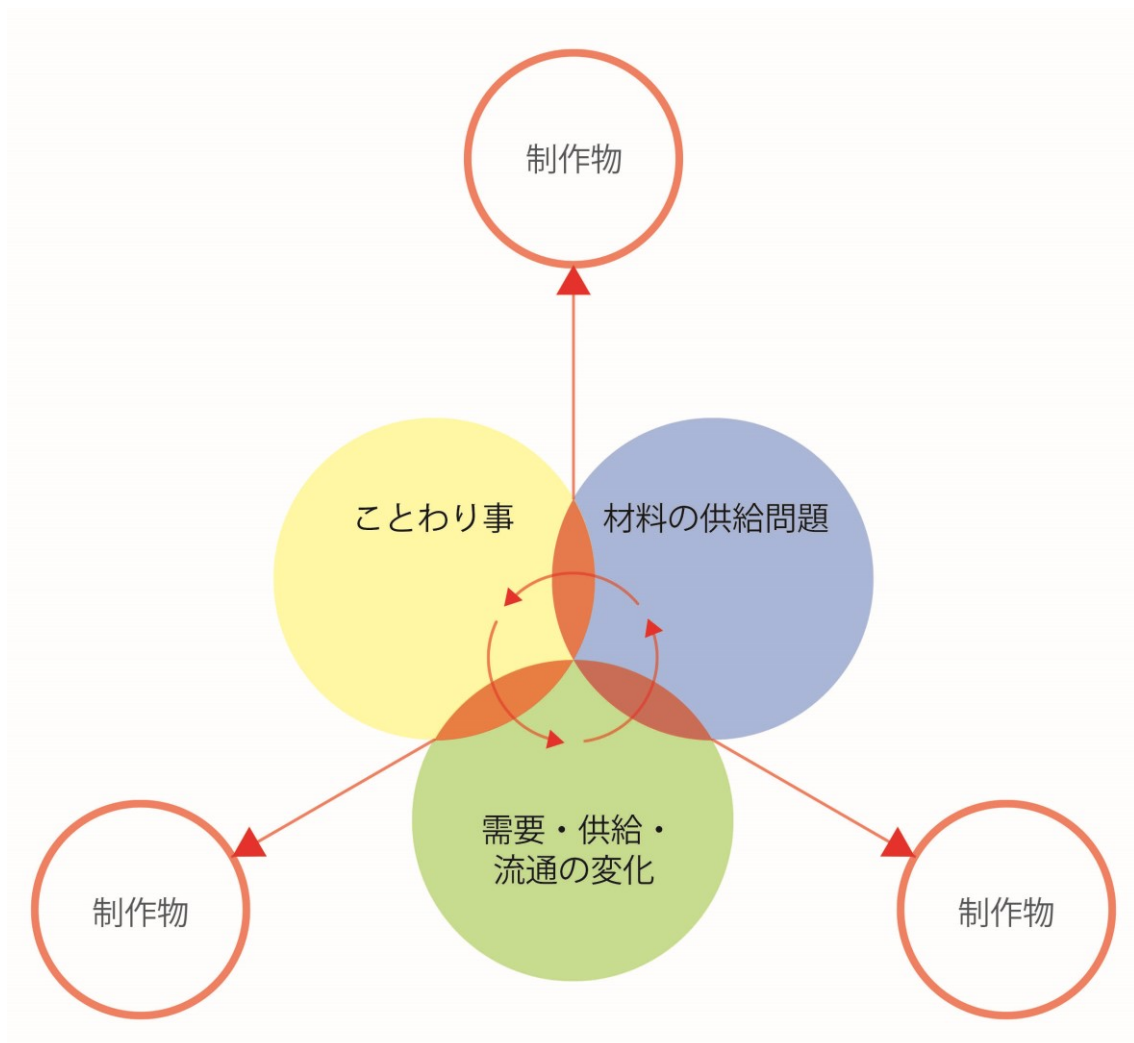 制作物
ことわり事
材料の供給問題
需要・供給・
流通の変化
制作物
制作物